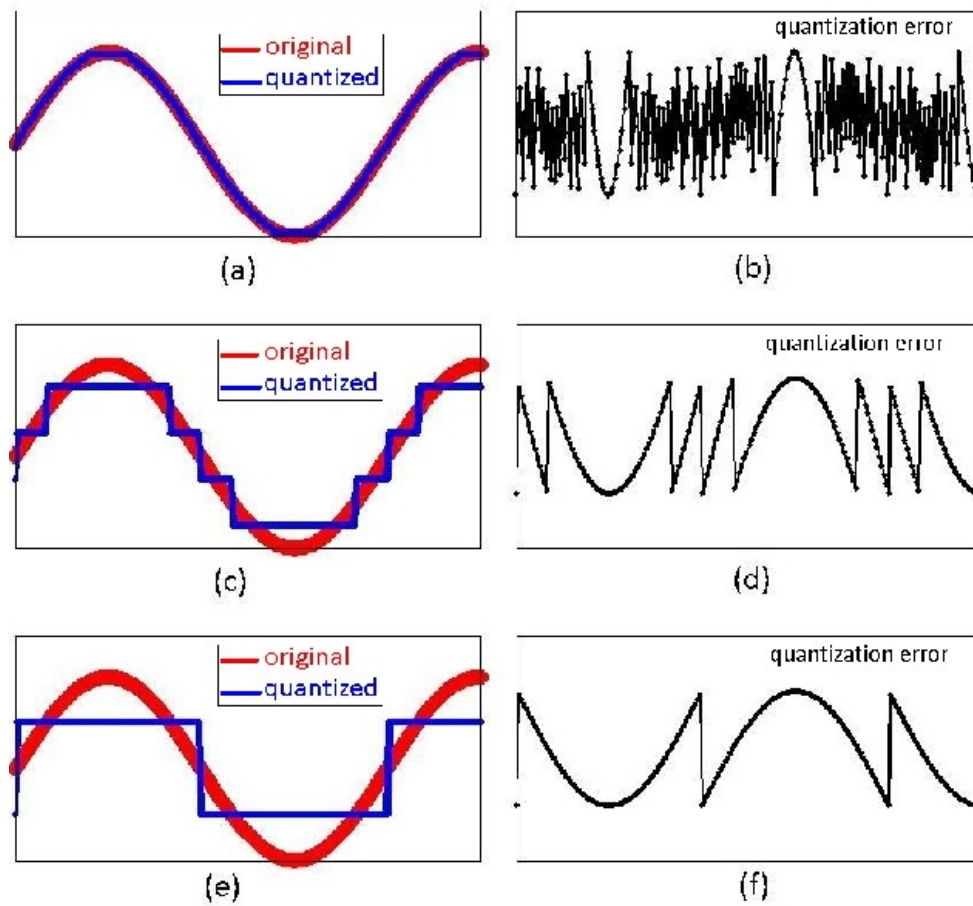 original
quantized
quantization error
(a)
(b)
original
quantized
quantization error
(c)
(d)
original
quantized
quantization error
(e)
(f)